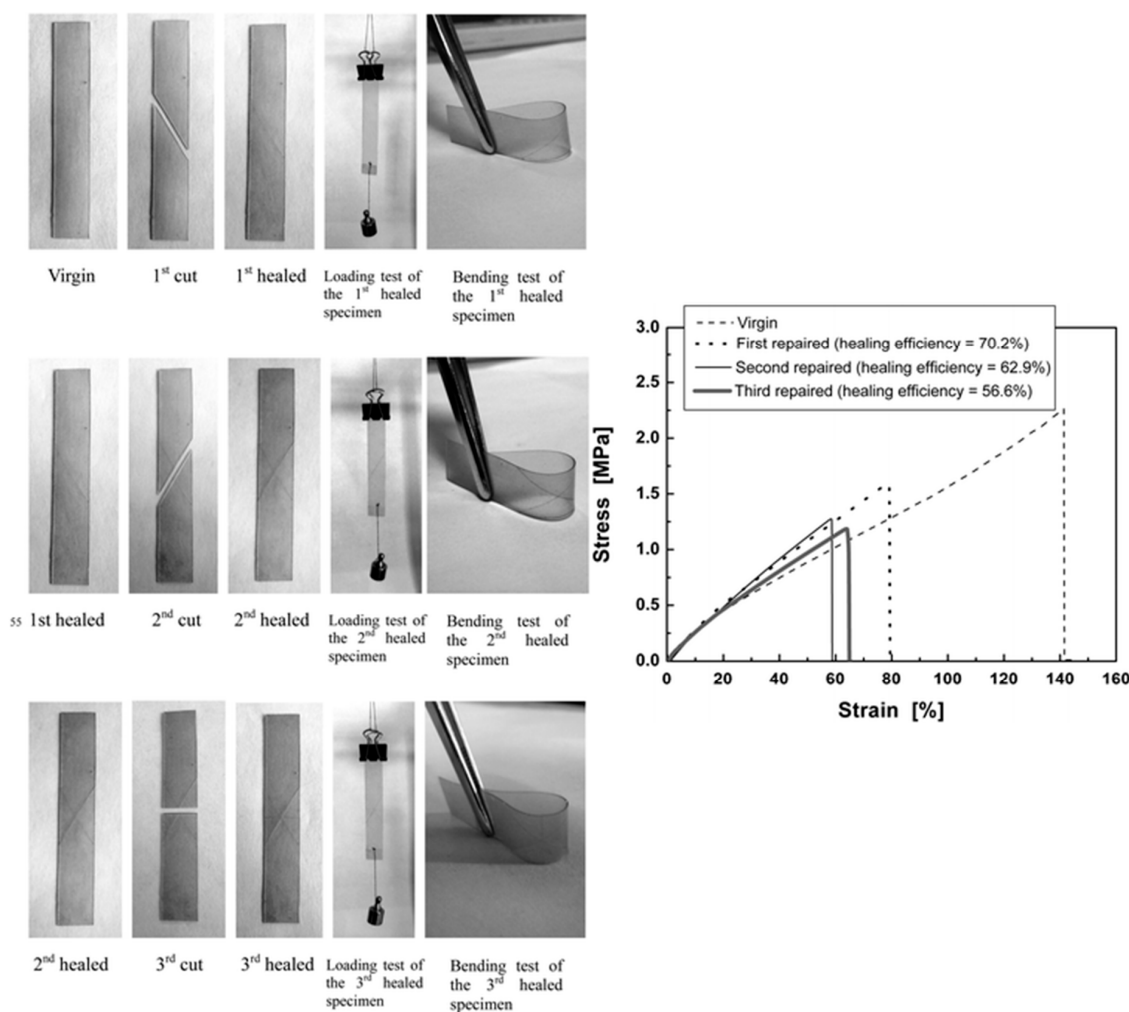 Virgin
1st cut
1st healed
Loading test of
the 1st healed
specimen
Bending test of
the 1st healed
specimen
55 1st healed
2nd cut
2nd healed
Loading test of
the 2nd healed
specimen
Bending test of
the 2nd healed
specimen
2nd healed
3rd cut
3rd healed
Loading test of
the 3rd healed
specimen
Bending test of
the 3rd healed
specimen
Virgin
First repaired (healing efficiency = 70.2%)
Second repaired (healing efficiency = 62.9%)
Third repaired (healing efficiency = 56.6%)
Stress [MPa]
3.0
2.5
2.0
1.5
1.0
0.5
0.0
0 20 40 60 80 100 120 140 160
Strain [%]